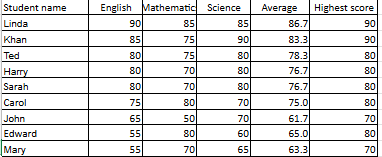 Student name English Mathematic Science Average Highest score
Linda 90 85 85 86.7 90
Khan 85 75 90 83.3 90
Ted 80 75 80 78.3 80
Harry 80 70 80 76.7 80
Sarah 80 70 80 76.7 80
Carol 75 80 70 75.0 80
John 65 50 70 61.7 70
Edward 55 80 60 65.0 80
Mary 55 70 65 63.3 70